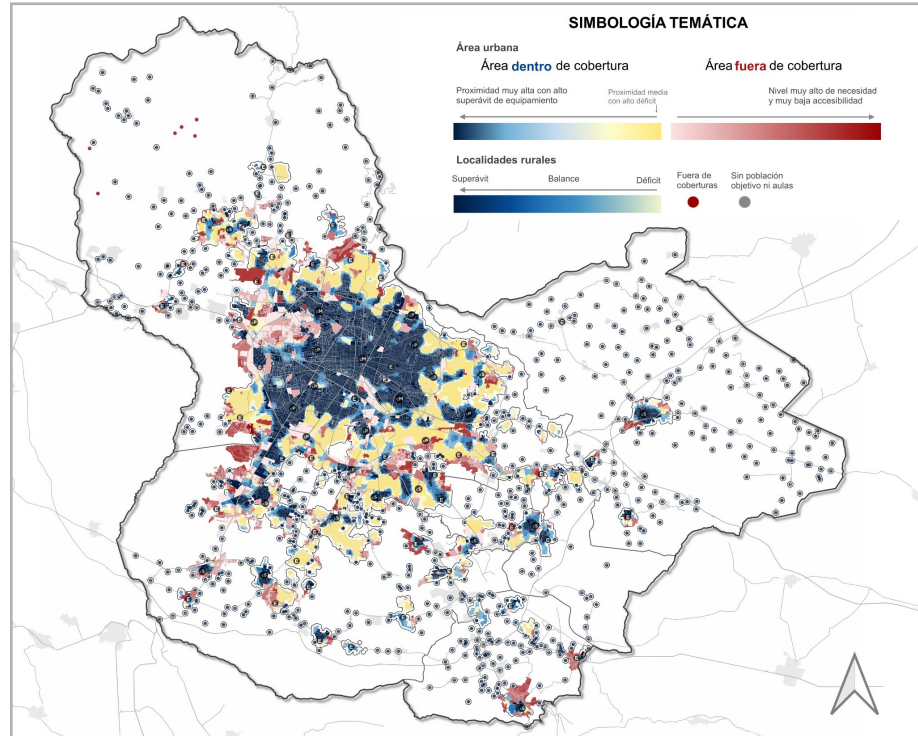 SIMBOLOGÍA TEMÁTICA
Área urbana
Área dentro de cobertura
Área fuera de cobertura
Proximidad muy alta con alto
superávit de equipamiento
Proximidad media
con alto déficit
Nivel muy alto de necesidad
y muy baja accesibilidad
Localidades rurales
Superávit
Balance
Déficit
Fuera de
coberturas
Sin población
objetivo ni aulas